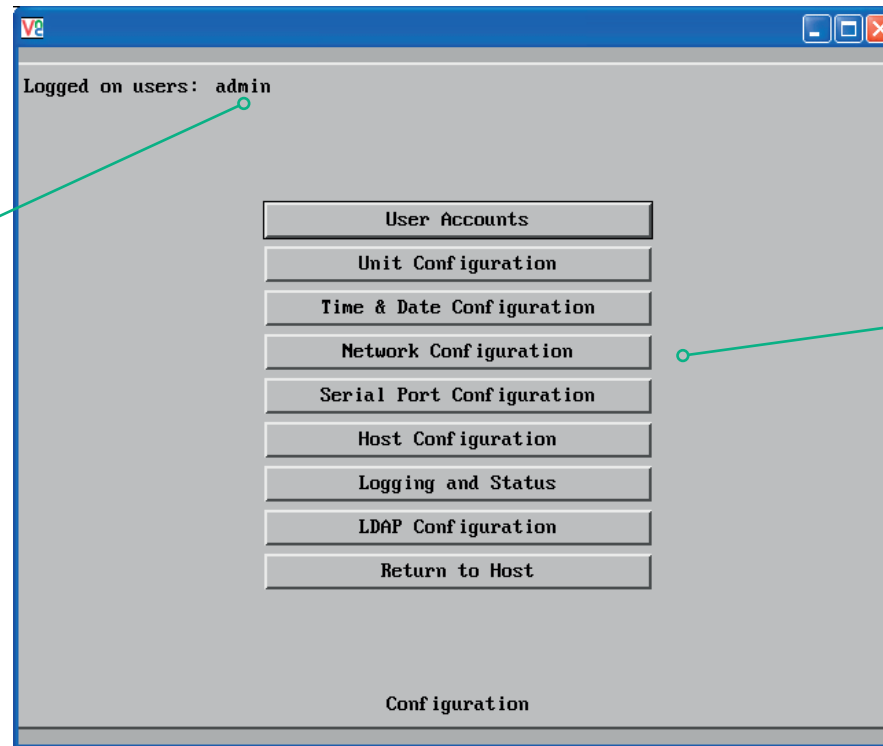 Logged on users: admin
User Accounts
Unit Configuration
Time & Date Configuration
Network Configuration
Serial Port Configuration
Host Configuration
Logging and Status
LDAP Configuration
Return to Host
Configuration